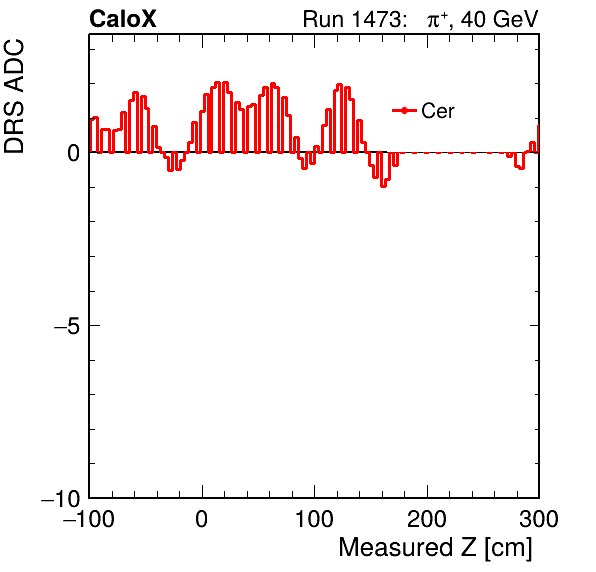 CaloX Run 1473: π⁺, 40 GeV
DRS ADC
Cer
0
−5
−10
−100 0 100 200 300
Measured Z [cm]